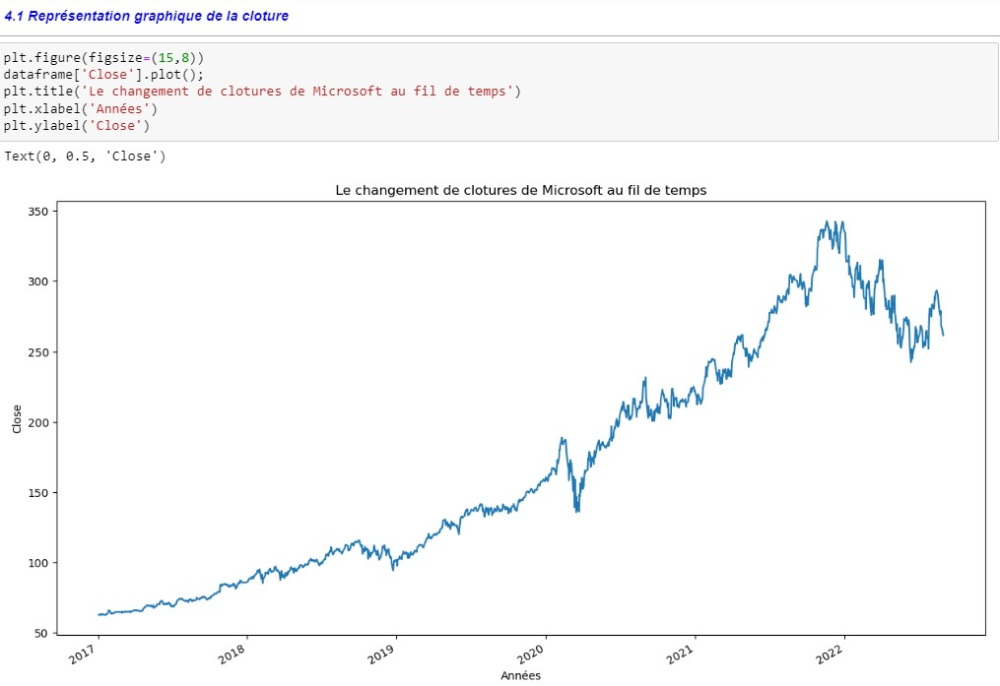 4.1 Représentation graphique de la cloture
plt.figure(figsize=(15,8))
dataframe['Close'].plot();
plt.title('Le changement de clotures de Microsoft au fil de temps')
plt.xlabel('Années')
plt.ylabel('Close')
Text(0, 0.5, 'Close')
Le changement de clotures de Microsoft au fil de temps
350
300
250
200
150
100
50
Close
2017
2018
2019
2020
2021
2022
Années